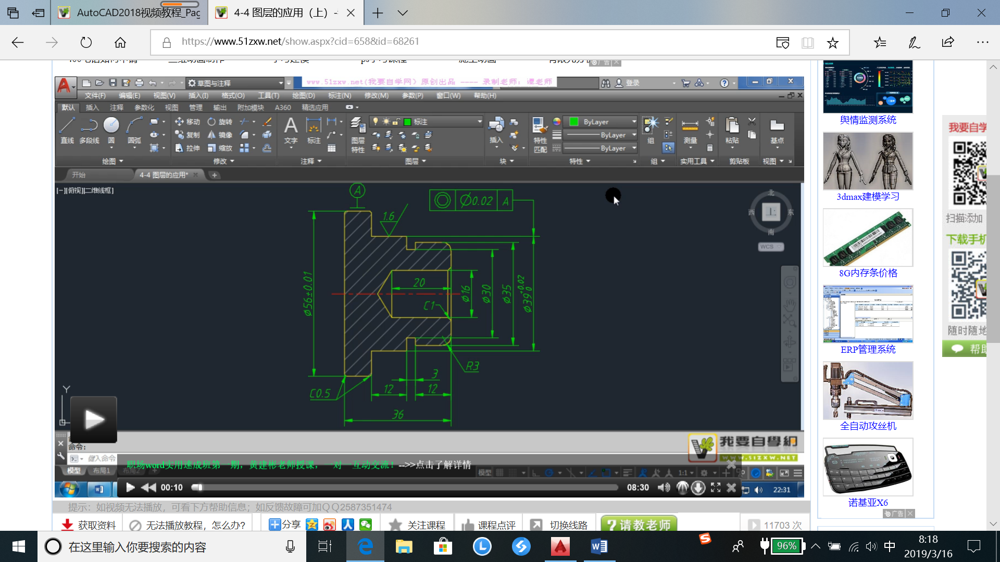 AutoCAD2018视频教程_Pag
4-4 图层的应用（上）-
https://www.51zxw.net/show.aspx?cid=658&id=68261
广告
草图与注释
www.51zxw.net(我要自学网) 原创出品 ---- 录制老师: 谭老师
登录
文件(F) 编辑(E) 视图(V) 插入(I) 格式(O) 工具(T) 绘图(D) 标注(N) 修改(M) 参数(P) 窗口(W) 帮助(H)
默认 插入 注释 参数化 视图 管理 输出 附加模块 A360 精选应用
直线 多段线 圆 圆弧
移动 旋转
复制 镜像
拉伸 缩放
文字 标注
图层特性
标注
插入
特性匹配
ByLayer
ByLayer
ByLayer
组 测量 粘贴 基点
绘图 修改 注释 图层 块 特性 组 实用工具 剪贴板 视图
开始 4-4 图层的应用*
[-][俯视][二维线框]
A
1.6
Ø0.02 A
北
西 上 东
南
WCS
Ø56±0.01
20
C1
Ø16
Ø30
Ø35
Ø39 +0.02 0
R3
3
C0.5
12 12
36
Y
命令:
键入命令
我要自學網
WWW.51ZXW.NET
职场word实用速成班第一期，黄建彬老师授课，一对一互动交流！-->>点击了解详情
模型 布局1 布局2
模型 1:1
00:10 08:30
22:31
提示：如视频无法播放，可看下方帮助信息；如反馈故障可加QQ2587351474
获取资料 无法播放教程，怎么办? 分享 关注课程 课程点评 切换线路 ?请教老师 11703 次
舆情监测系统
3dmax建模学习
8G内存条价格
ERP管理系统
全自动攻丝机
诺基亚X6
广告
我要自学
扫描添加
下载手机
随时随地
帮助
在这里输入你要搜索的内容
96%
中
8:18
2019/3/16